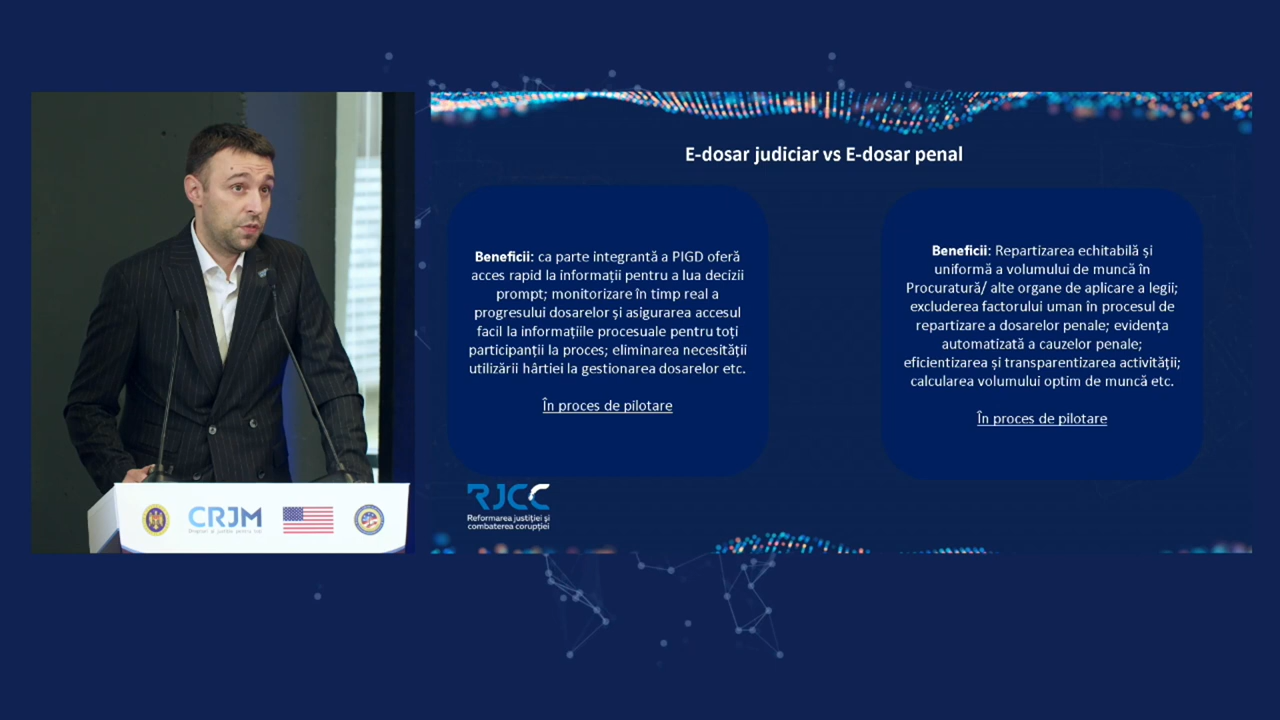 E-dosar judiciar vs E-dosar penal
Beneficii: ca parte integrantă a PIGD oferă
acces rapid la informații pentru a lua decizii
prompt; monitorizare în timp real a
progresului dosarelor și asigurarea accesul
facil la informațiile procesuale pentru toți
participanții la proces; eliminarea necesității
utilizării hârtiei la gestionarea dosarelor etc.
În proces de pilotare
Beneficii: Repartizarea echitabilă și
uniformă a volumului de muncă în
Procuratură/ alte organe de aplicare a legii;
excluderea factorului uman în procesul de
repartizare a dosarelor penale; evidența
automatizată a cauzelor penale;
eficientizarea și transparentizarea activității;
calcularea volumului optim de muncă etc.
În proces de pilotare
RJCC
Reformarea justiției și
combaterea corupției
CRJM